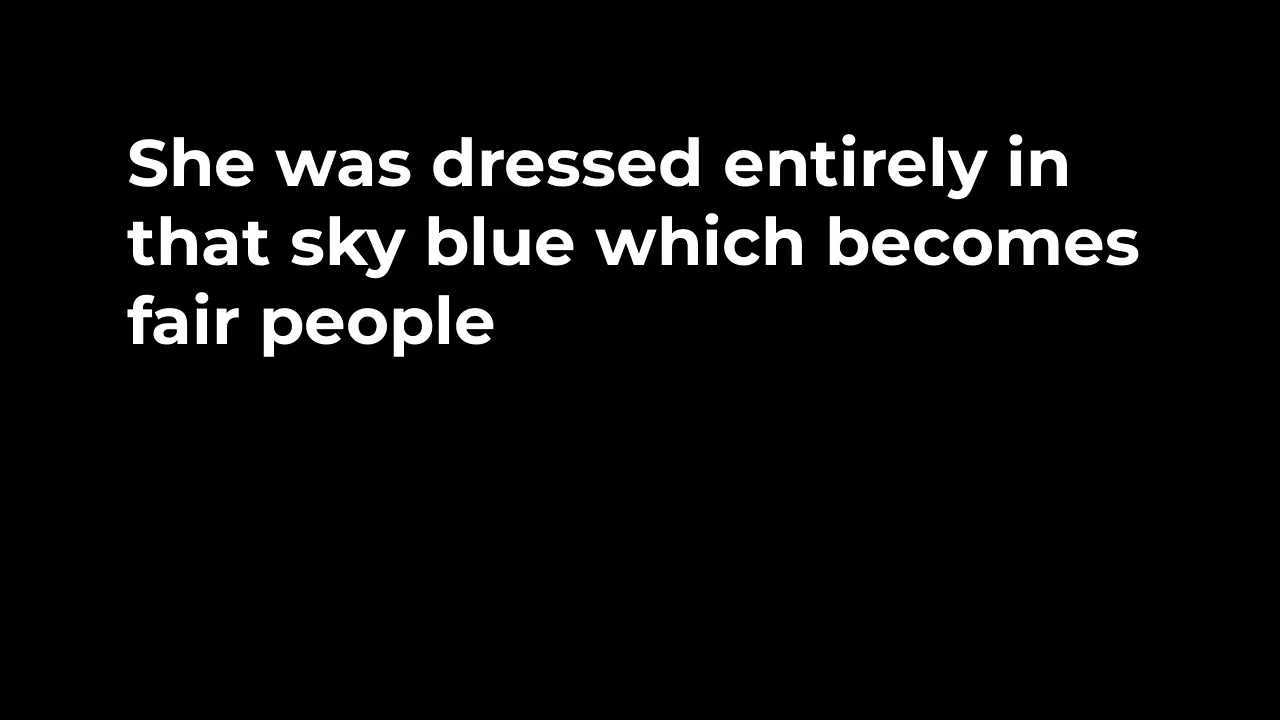 She was dressed entirely in
that sky blue which becomes
fair people